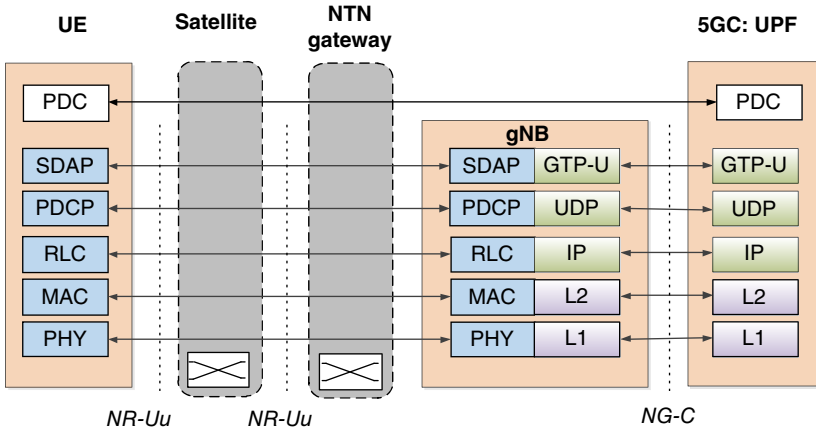 UE
Satellite
NTN
gateway
5GC: UPF
PDC
PDC
gNB
SDAP
SDAP
GTP-U
GTP-U
PDCP
PDCP
UDP
UDP
RLC
RLC
IP
IP
MAC
MAC
L2
L2
PHY
PHY
L1
L1
NR-Uu
NR-Uu
NG-C